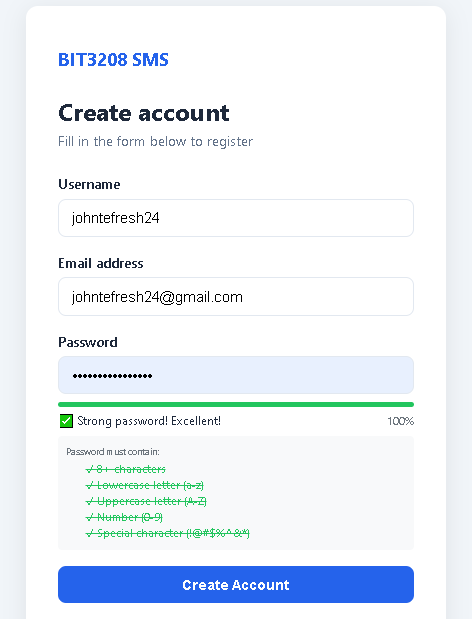 BIT3208 SMS
Create account
Fill in the form below to register
Username
johntefresh24
Email address
johntefresh24@gmail.com
Password
••••••••••••••••
✅ Strong password! Excellent! 100%
Password must contain:
✓ 8+ characters
✓ Lowercase letter (a-z)
✓ Uppercase letter (A-Z)
✓ Number (0-9)
✓ Special character (!@#$%^&*)
Create Account